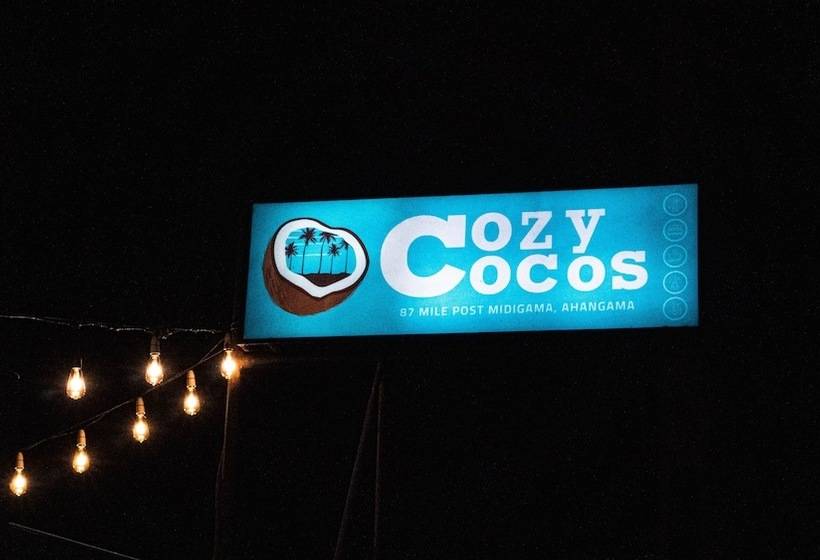 Cozy
Cocos
87 MILE POST MIDIGAMA, AHANGAMA